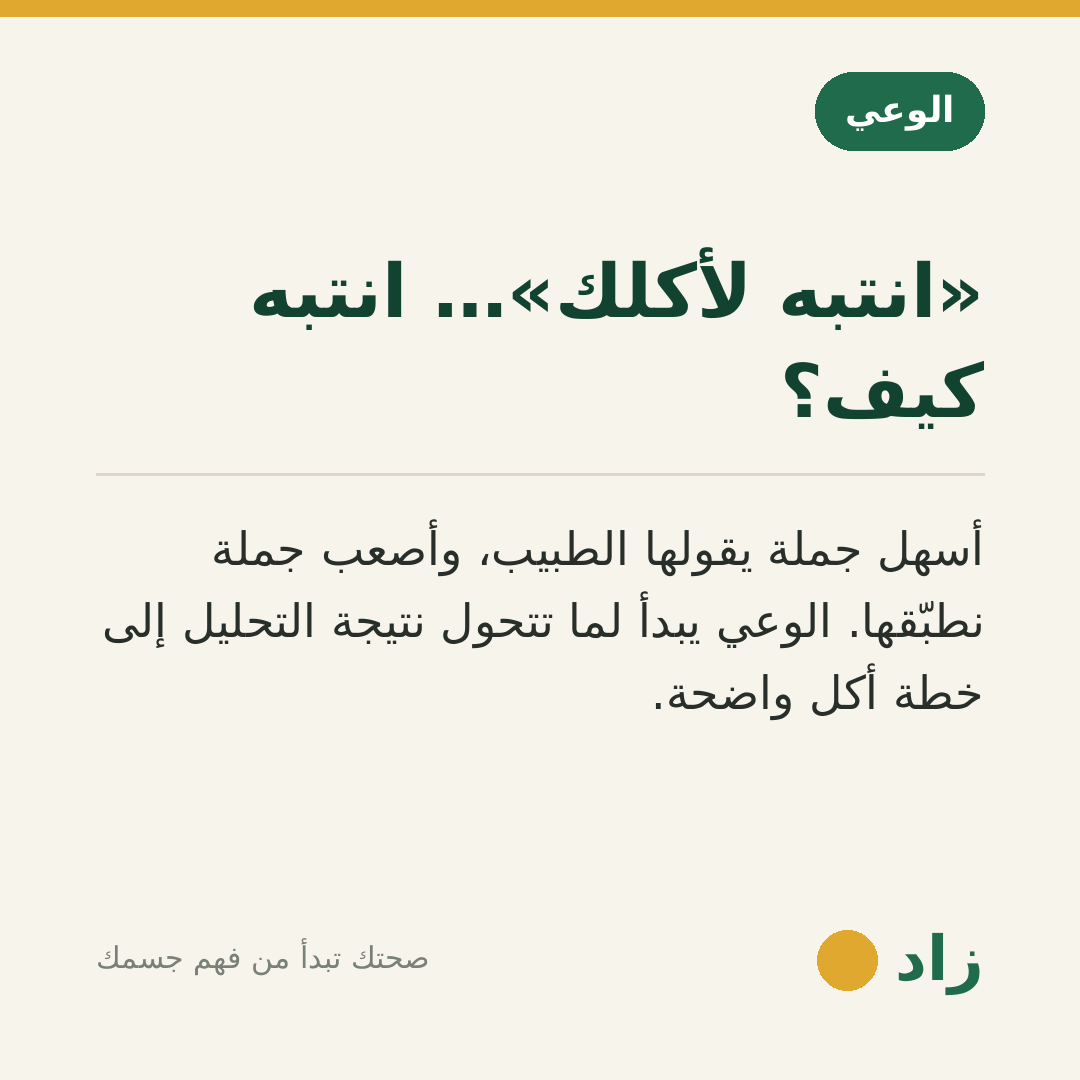 الوعي
«انتبه لأكلك»... انتبه
كيف؟
أسهل جملة يقولها الطبيب، وأصعب جملة
نطبّقها. الوعي يبدأ لما تتحول نتيجة التحليل إلى
خطة أكل واضحة.
زاد
صحتك تبدأ من فهم جسمك